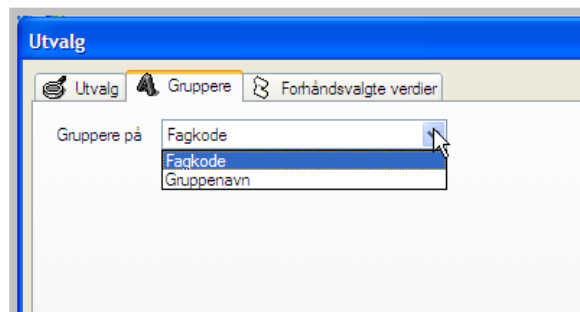 Utvalg
Utvalg Gruppere Forhåndsvalgte verdier
Gruppere på Fagkode
Fagkode
Gruppenavn